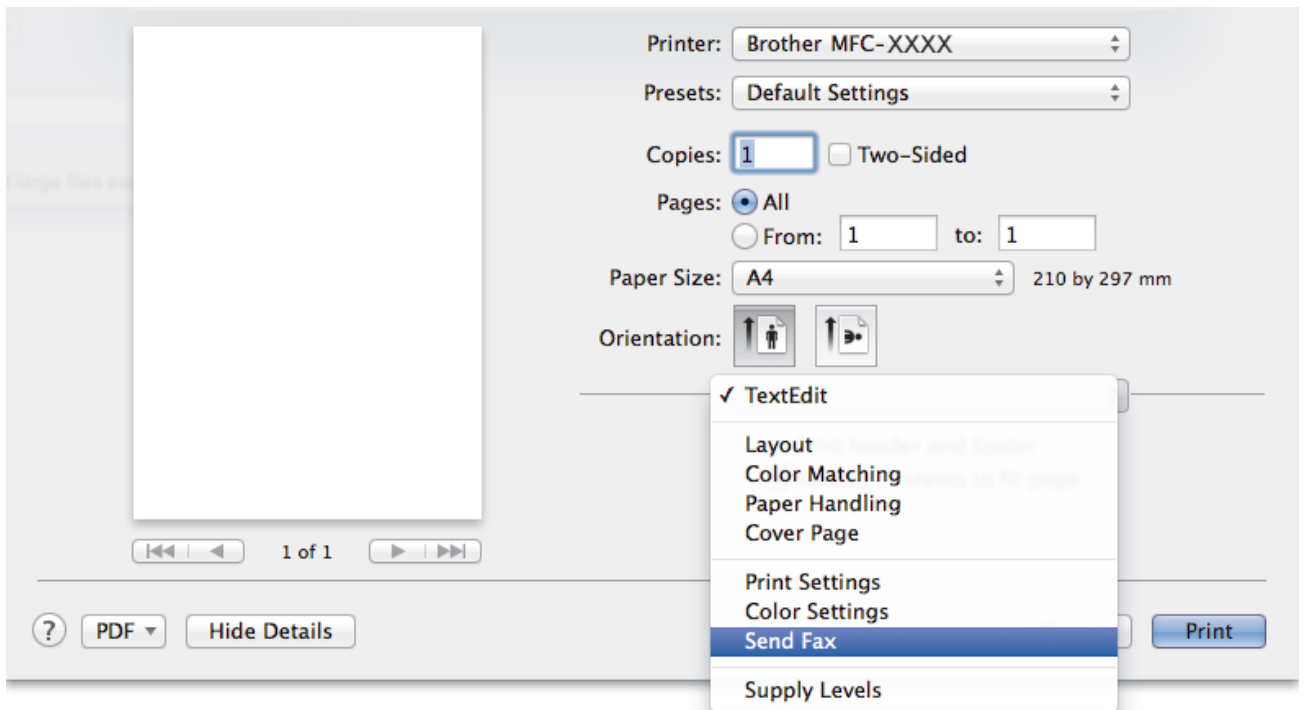 Printer: Brother MFC-XXXX
Presets: Default Settings
Copies: 1 Two-Sided
Pages: All
From: 1 to: 1
Paper Size: A4 210 by 297 mm
Orientation:
✓ TextEdit
Layout
Color Matching
Paper Handling
Cover Page
1 of 1
Print Settings
Color Settings
Send Fax
Supply Levels
? PDF Hide Details Print